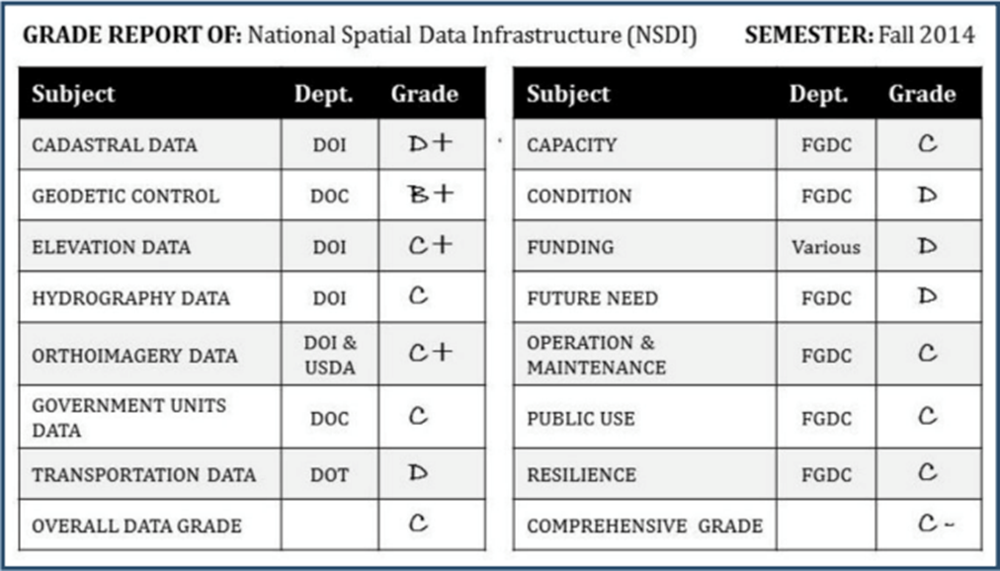 GRADE REPORT OF: National Spatial Data Infrastructure (NSDI) SEMESTER: Fall 2014
Subject Dept. Grade
CADASTRAL DATA DOI D+
GEODETIC CONTROL DOC B+
ELEVATION DATA DOI C+
HYDROGRAPHY DATA DOI C
ORTHOIMAGERY DATA DOI &
USDA C+
GOVERNMENT UNITS
DATA DOC C
TRANSPORTATION DATA DOT D
OVERALL DATA GRADE C
Subject Dept. Grade
CAPACITY FGDC C
CONDITION FGDC D
FUNDING Various D
FUTURE NEED FGDC D
OPERATION &
MAINTENANCE FGDC C
PUBLIC USE FGDC C
RESILIENCE FGDC C
COMPREHENSIVE GRADE C-